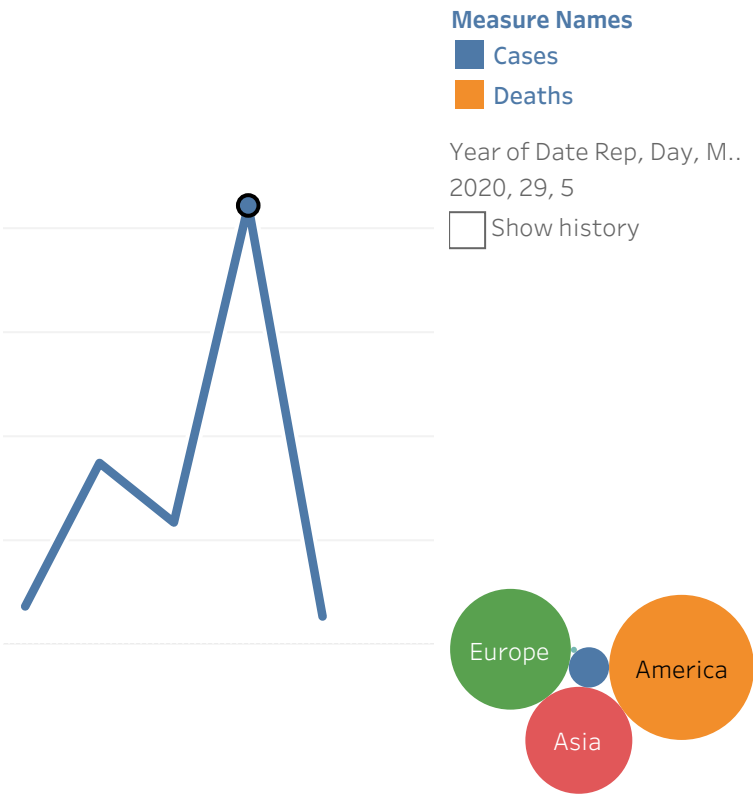 Measure Names
Cases
Deaths
Year of Date Rep, Day, M..
2020, 29, 5
Show history
Europe
America
Asia